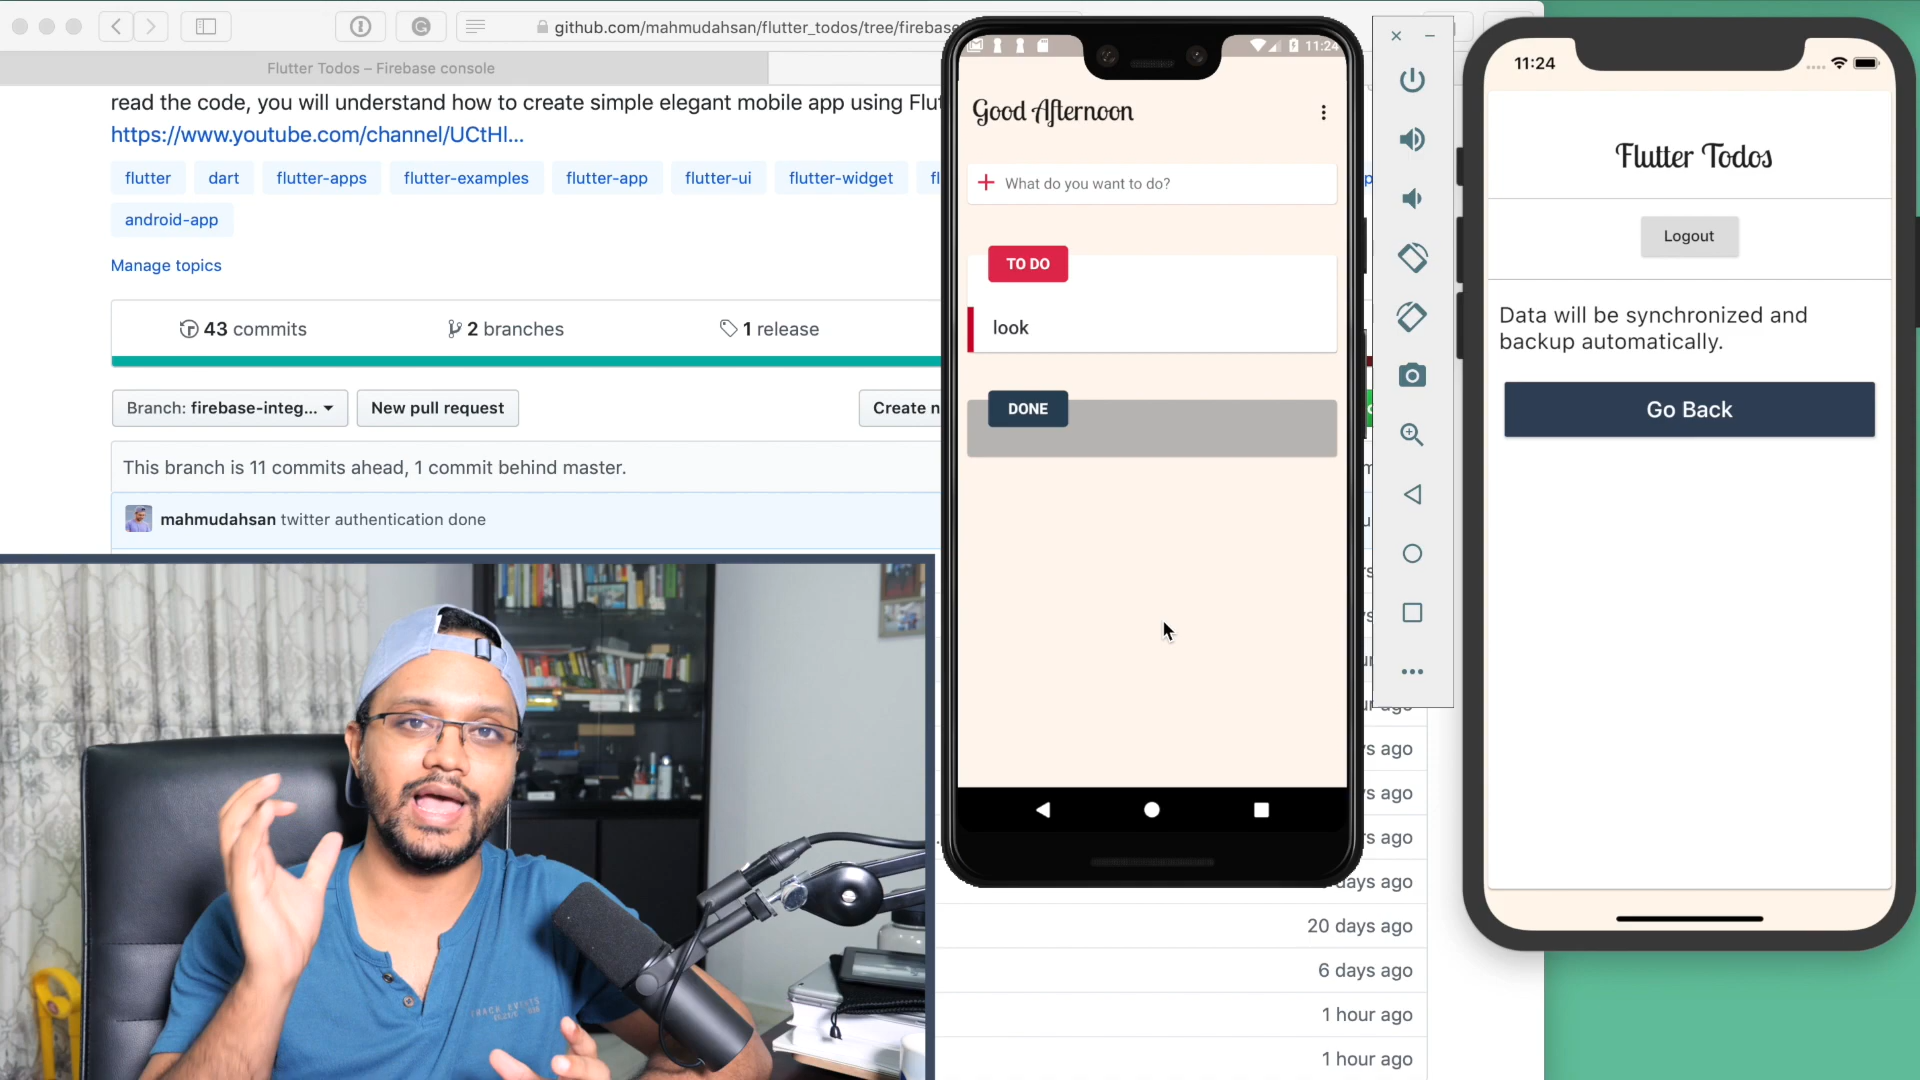 github.com/mahmudahsan/flutter_todos/tree/firebase
Flutter Todos – Firebase console
read the code, you will understand how to create simple elegant mobile app using Flu
https://www.youtube.com/channel/UCtHI...
flutter
dart
flutter-apps
flutter-examples
flutter-app
flutter-ui
flutter-widget
fl
android-app
Manage topics
43 commits
2 branches
1 release
Branch: firebase-integ...
New pull request
Create n
This branch is 11 commits ahead, 1 commit behind master.
mahmudahsan twitter authentication done
11:24
Good Afternoon
What do you want to do?
TO DO
look
DONE
11:24
Flutter Todos
Logout
Data will be synchronized and
backup automatically.
Go Back
s ago
s ago
s ago
days ago
20 days ago
6 days ago
1 hour ago
1 hour ago